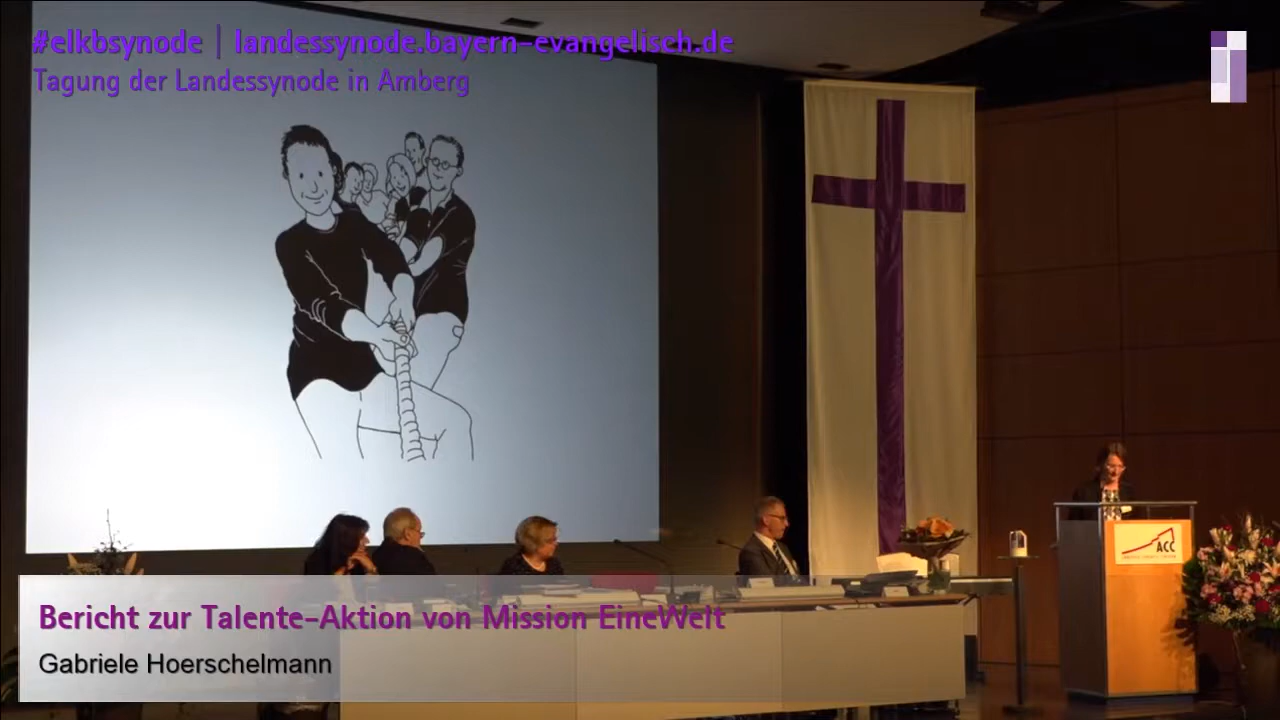 #elkbsynode | landessynode.bayern-evangelisch.de
Tagung der Landessynode in Amberg
ACC
Bericht zur Talente-Aktion von Mission EineWelt
Gabriele Hoerschelmann